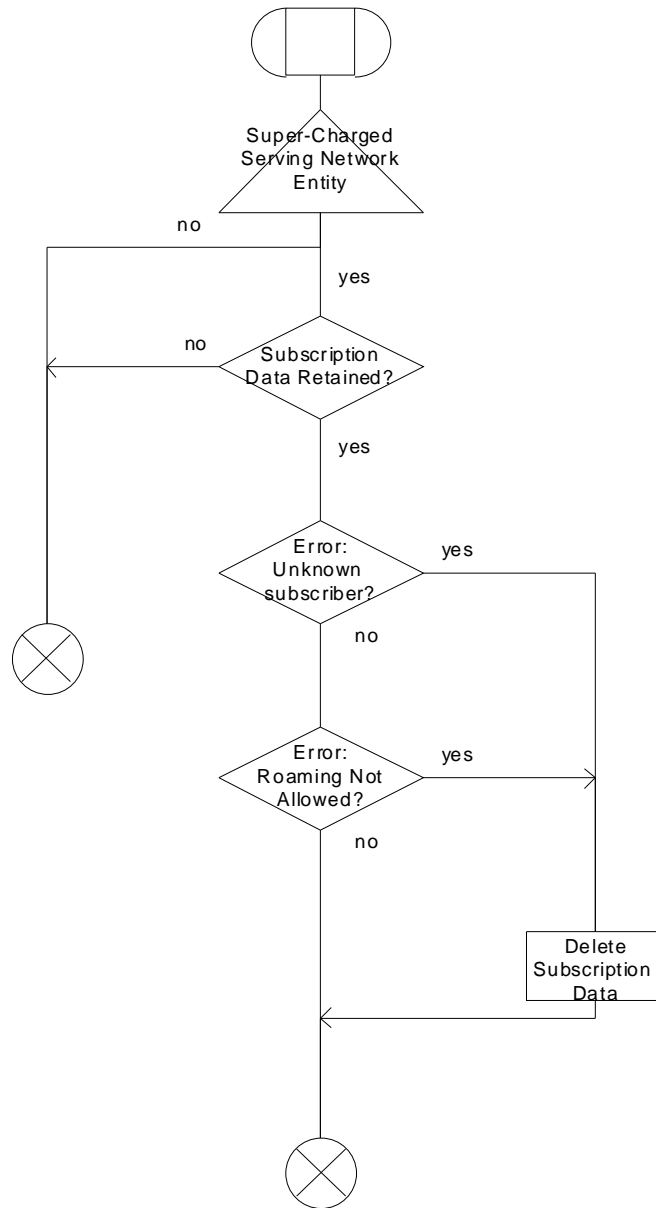 Super-Charged
Serving Network
Entity
no
yes
no
Subscription
Data Retained?
yes
Error:
Unknown
subscriber?
yes
no
Error:
Roaming Not
Allowed?
yes
no
Delete
Subscription
Data